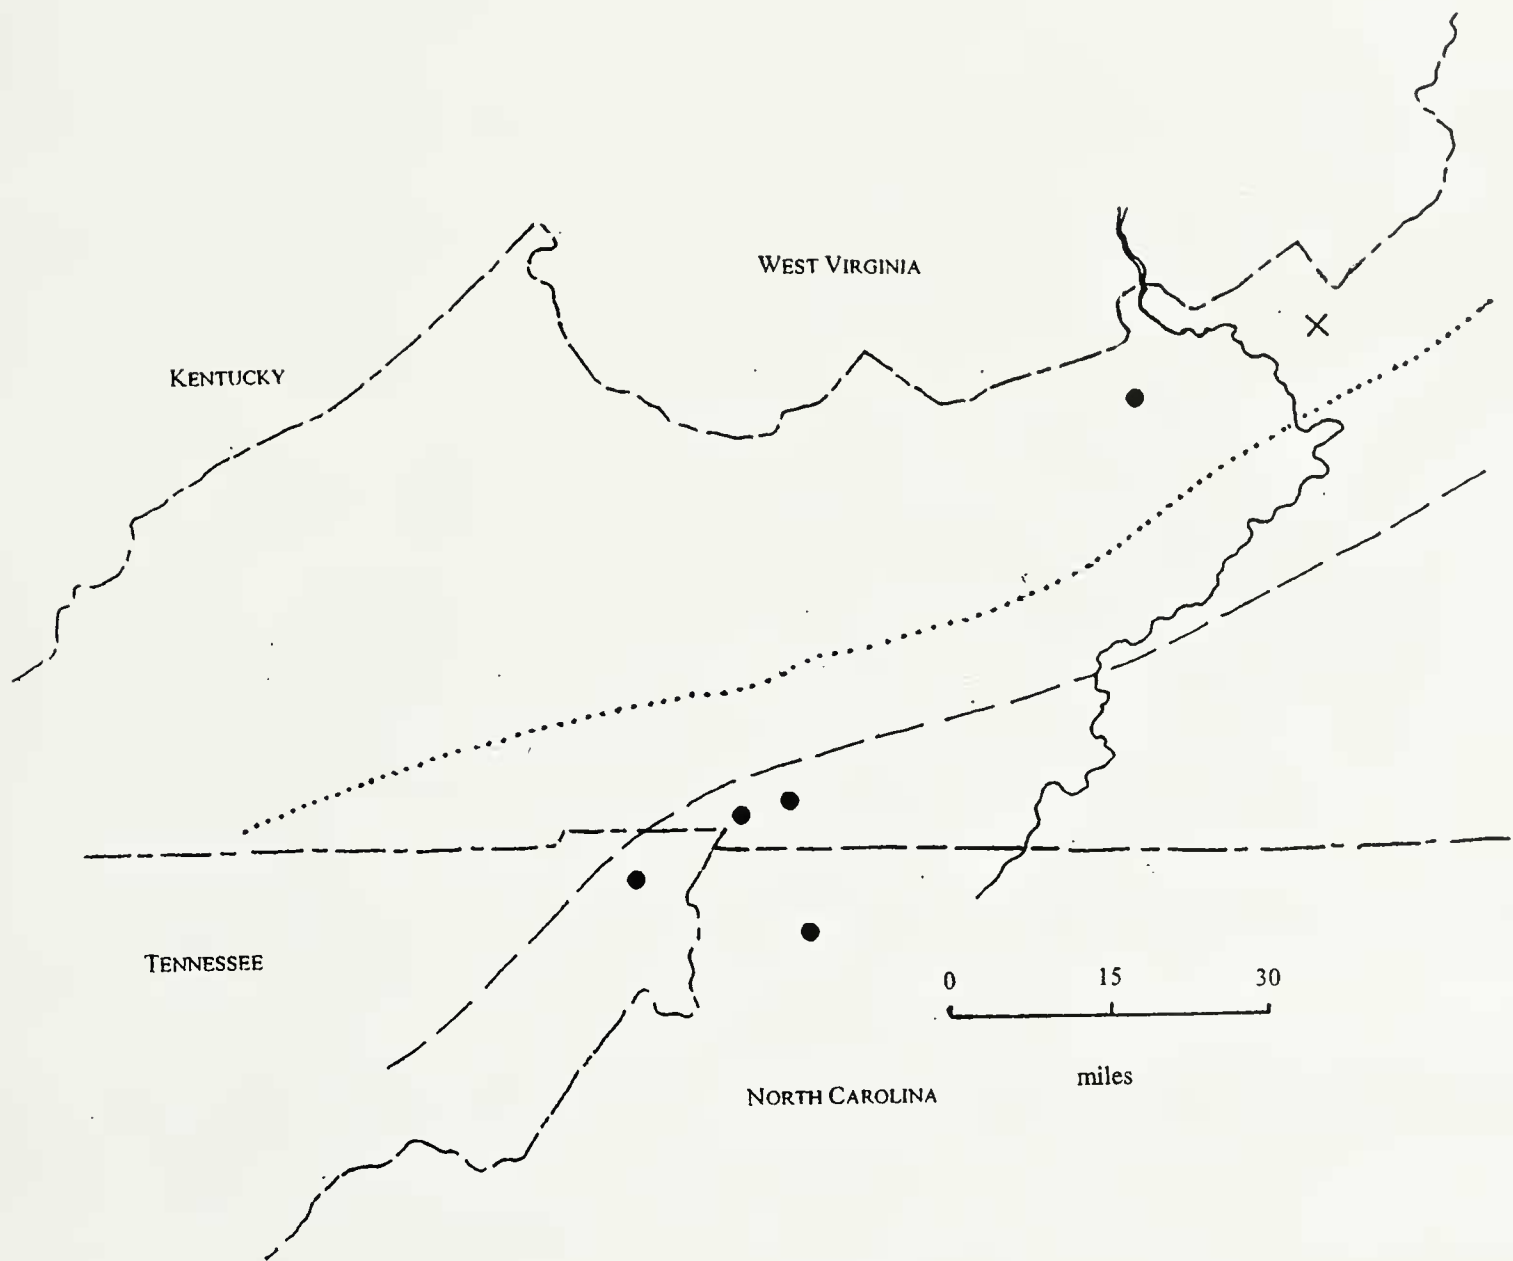 WEST VIRGINIA
KENTUCKY
TENNESSEE
0 15 30
miles
NORTH CAROLINA